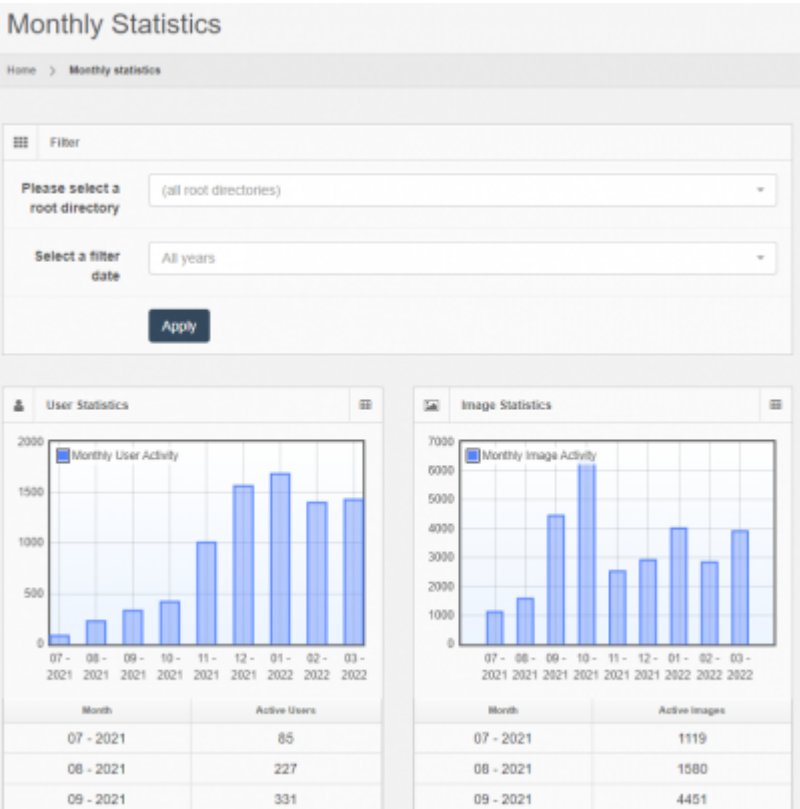 Monthly Statistics
Home > Monthly statistics
Filter
Please select a
root directory
(all root directories)
Select a filter
date
All years
Apply
User Statistics
Monthly User Activity
2000
1500
1000
500
0
07 - 08 - 09 - 10 - 11 - 12 - 01 - 02 - 03 -
2021 2021 2021 2021 2021 2021 2022 2022 2022
Month Active Users
07 - 2021 85
08 - 2021 227
09 - 2021 331
Image Statistics
Monthly Image Activity
7000
6000
5000
4000
3000
2000
1000
0
07 - 08 - 09 - 10 - 11 - 12 - 01 - 02 - 03 -
2021 2021 2021 2021 2021 2021 2022 2022 2022
Month Active Images
07 - 2021 1119
08 - 2021 1580
09 - 2021 4451